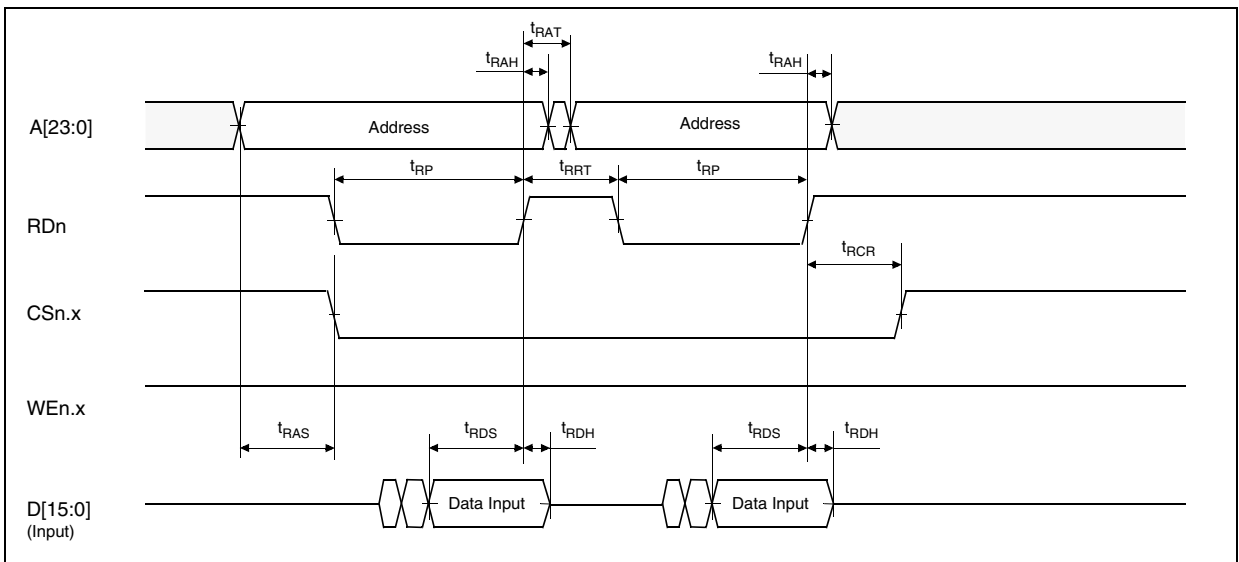 tRAT
tRAH
tRAH
A[23:0]
Address
Address
tRP
tRRT
tRP
RDn
tRCR
CSn.x
WEn.x
tRAS
tRDS
tRDH
tRDS
tRDH
D[15:0]
(Input)
Data Input
Data Input